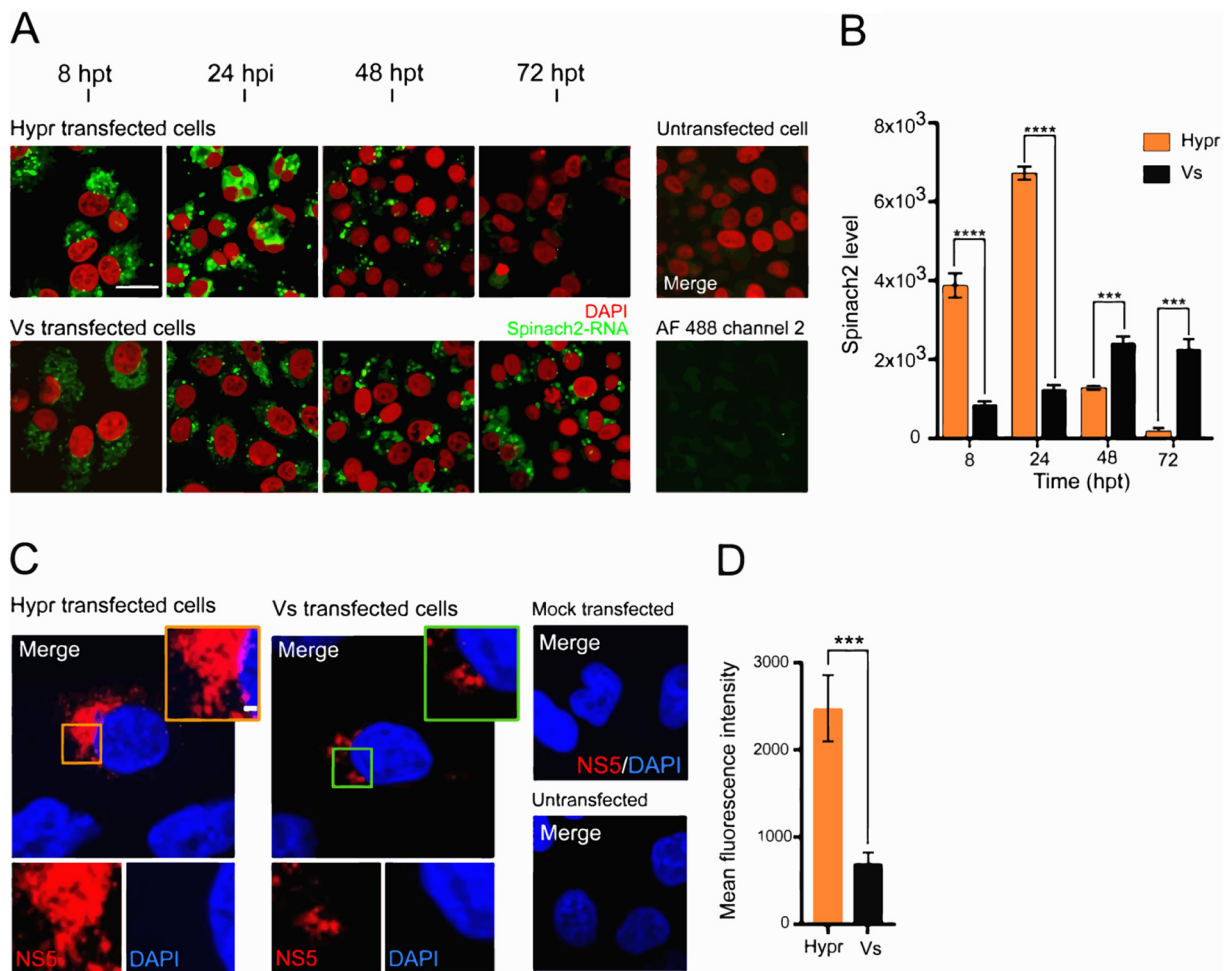 A
8 hpt
24 hpi
48 hpt
72 hpt
Hypr transfected cells
Untransfected cell
Merge
DAPI
Spinach2-RNA
Vs transfected cells
AF 488 channel 2
B
8x10³
6x10³
4x10³
2x10³
0
Spinach2 level
****
****
***
***
Hypr
Vs
8
24
48
72
Time (hpt)
C
Hypr transfected cells
Merge
NS5
DAPI
Vs transfected cells
Merge
NS5
DAPI
Mock transfected
NS5/DAPI
Untransfected
Merge
D
Mean fluorescence intensity
3000
2000
1000
0
***
Hypr
Vs